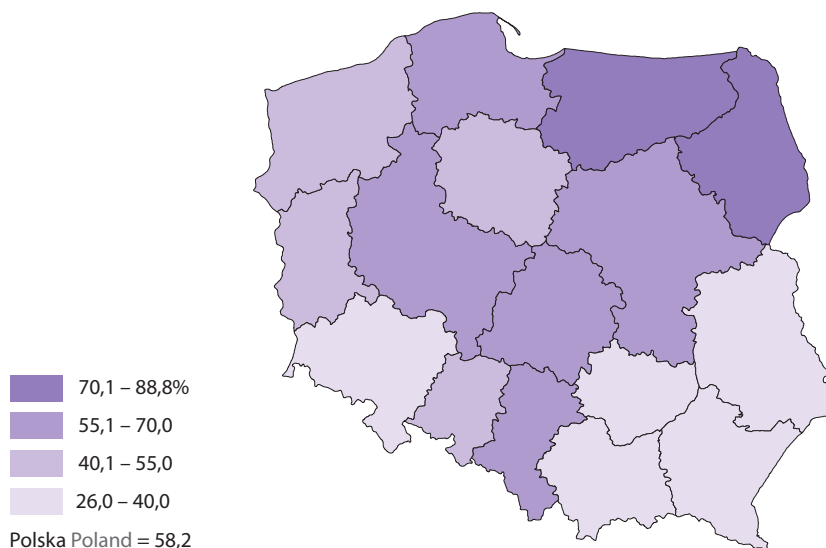 70,1 – 88,8%
55,1 – 70,0
40,1 – 55,0
26,0 – 40,0
Polska Poland = 58,2